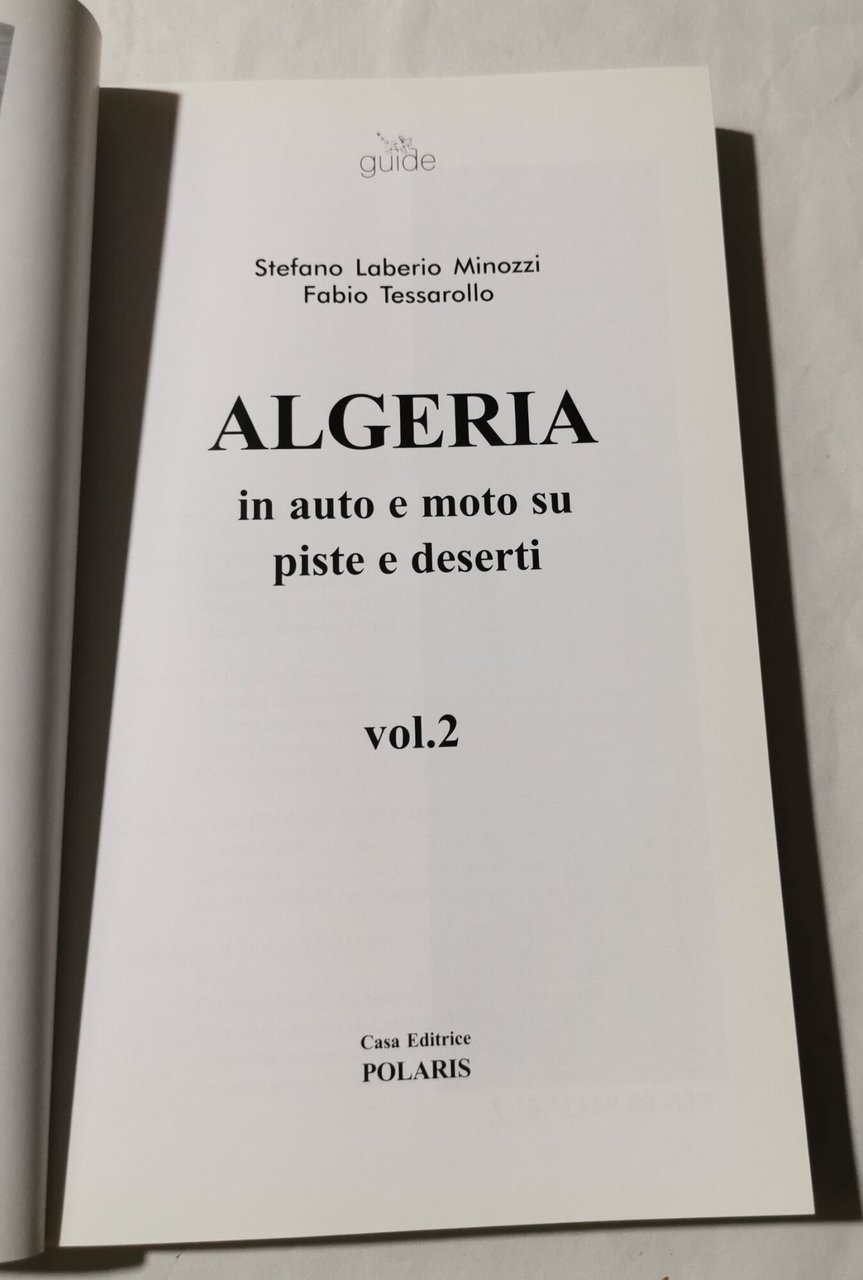 guide
Stefano Laberio Minozzi
Fabio Tessarollo
ALGERIA
in auto e moto su
piste e deserti
vol.2
Casa Editrice
POLARIS